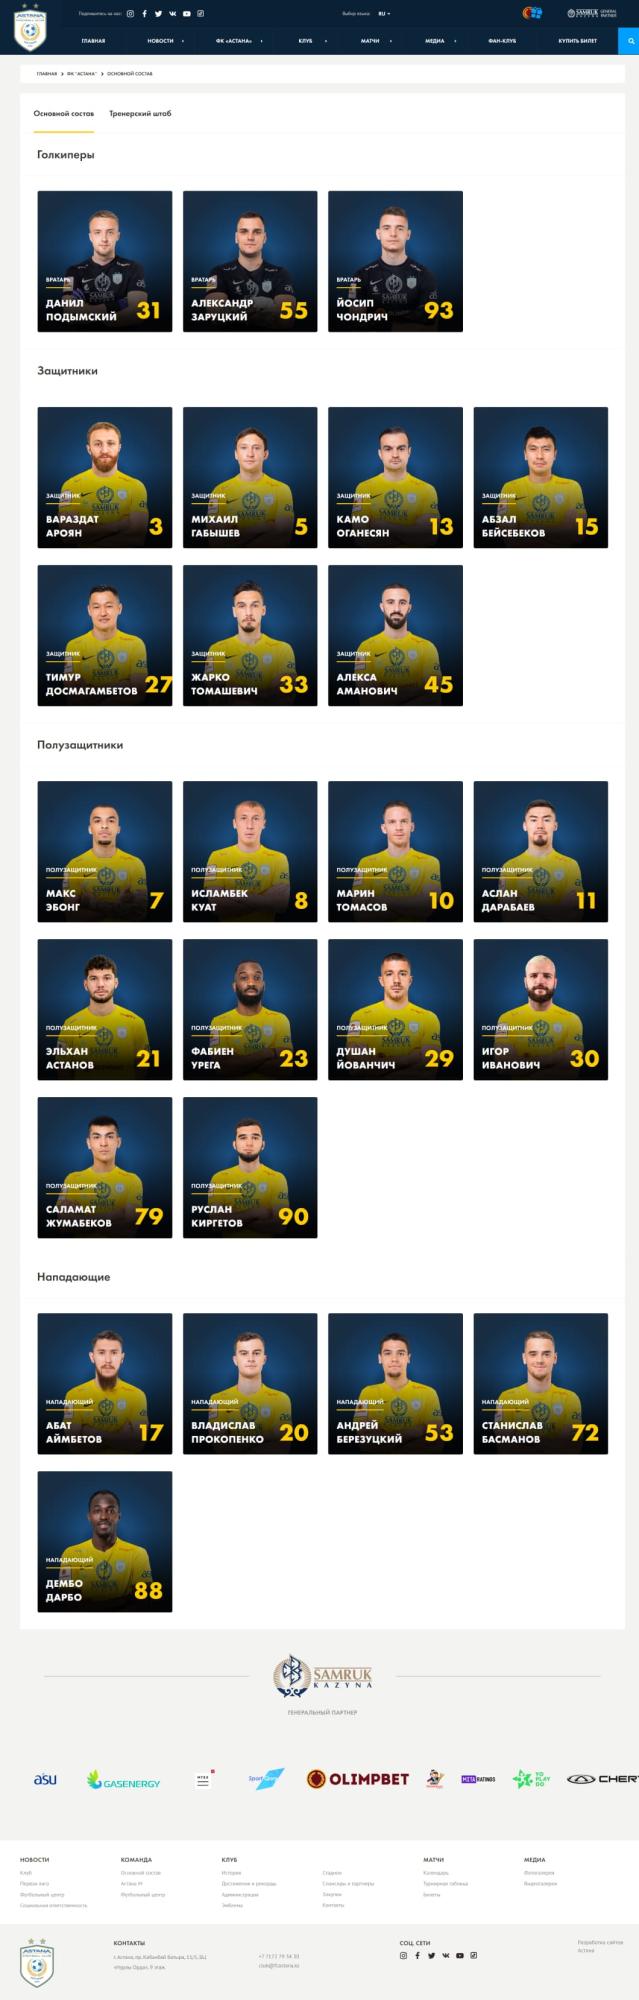 ASTANA
Подпишитесь на нас:
Выбор языка: RU
SAMRUK KAZYNA GENERAL PARTNER
ГЛАВНАЯ НОВОСТИ ФК «АСТАНА» КЛУБ МАТЧИ МЕДИА ФАН-КЛУБ КУПИТЬ БИЛЕТ
ГЛАВНАЯ > ФК "АСТАНА" > ОСНОВНОЙ СОСТАВ
Основной состав Тренерский штаб
Голкиперы
ВРАТАРЬ
ДАНИЛ
ПОДЫМСКИЙ 31
ВРАТАРЬ
АЛЕКСАНДР
ЗАРУЦКИЙ 55
ВРАТАРЬ
ЙОСИП
ЧОНДРИЧ 93
Защитники
ЗАЩИТНИК
ВАРАЗДАТ
АРОЯН 3
ЗАЩИТНИК
МИХАИЛ
ГАБЫШЕВ 5
ЗАЩИТНИК
КАМО
ОГАНЕСЯН 13
ЗАЩИТНИК
АБЗАЛ
БЕЙСЕБЕКОВ 15
ЗАЩИТНИК
ТИМУР
ДОСМАГАМБЕТОВ 27
ЗАЩИТНИК
ЖАРКО
ТОМАШЕВИЧ 33
ЗАЩИТНИК
АЛЕКСА
АМАНОВИЧ 45
Полузащитники
ПОЛУЗАЩИТНИК
МАКС
ЭБОНГ 7
ПОЛУЗАЩИТНИК
ИСЛАМБЕК
КУАТ 8
ПОЛУЗАЩИТНИК
МАРИН
ТОМАСОВ 10
ПОЛУЗАЩИТНИК
АСЛАН
ДАРАБАЕВ 11
ПОЛУЗАЩИТНИК
ЭЛЬХАН
АСТАНОВ 21
ПОЛУЗАЩИТНИК
ФАБИЕН
УРЕГА 23
ПОЛУЗАЩИТНИК
ДУШАН
ЙОВАНЧИЧ 29
ПОЛУЗАЩИТНИК
ИГОР
ИВАНОВИЧ 30
ПОЛУЗАЩИТНИК
САЛАМАТ
ЖУМАБЕКОВ 79
ПОЛУЗАЩИТНИК
РУСЛАН
КИРГЕТОВ 90
Нападающие
НАПАДАЮЩИЙ
АБАТ
АЙМБЕТОВ 17
НАПАДАЮЩИЙ
ВЛАДИСЛАВ
ПРОКОПЕНКО 20
НАПАДАЮЩИЙ
АНДРЕЙ
БЕРЕЗУЦКИЙ 53
НАПАДАЮЩИЙ
СТАНИСЛАВ
БАСМАНОВ 72
НАПАДАЮЩИЙ
ДЕМБО
ДАРБО 88
SAMRUK
KAZYNA
ГЕНЕРАЛЬНЫЙ ПАРТНЕР
asu GASENERGY OLIMPBET META RATINGS YO PLAY DO CHERY
НОВОСТИ КОМАНДА КЛУБ МАТЧИ МЕДИА
Клуб Основной состав История Стадион Календарь Фотогалерея
Первая лига Астана М Достижения и рекорды Спонсоры и партнеры Турнирная таблица Видеогалерея
Футбольный центр Футбольный центр Администрация Закупки Билеты
Социальная ответственность Эмблема Контакты
ASTANA
КОНТАКТЫ
г. Астана, пр. Кабанбай батыра, 11/5, БЦ
«Нурлы Орда», 9 этаж.
club@fcastana.kz
СОЦ. СЕТИ
Разработка сайтов
Астана